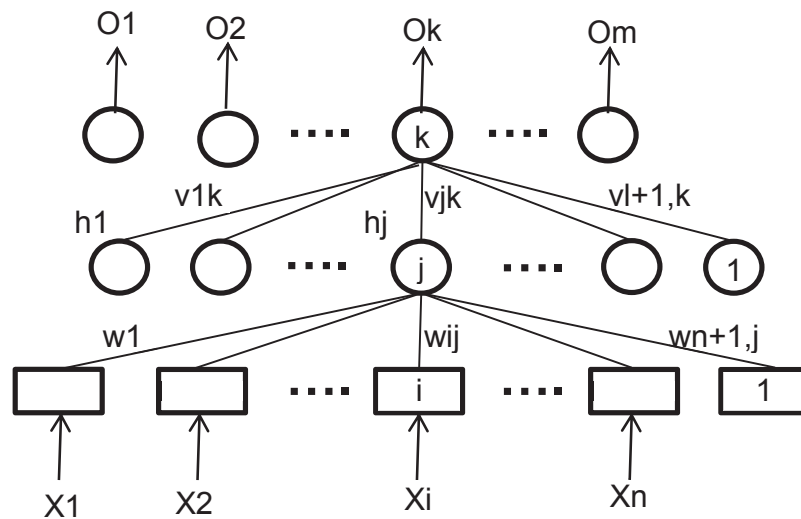 O1 O2 Ok Om
k
v1k vjk vl+1,k
h1 hj
j 1
w1 wij wn+1,j
i 1
X1 X2 Xi Xn